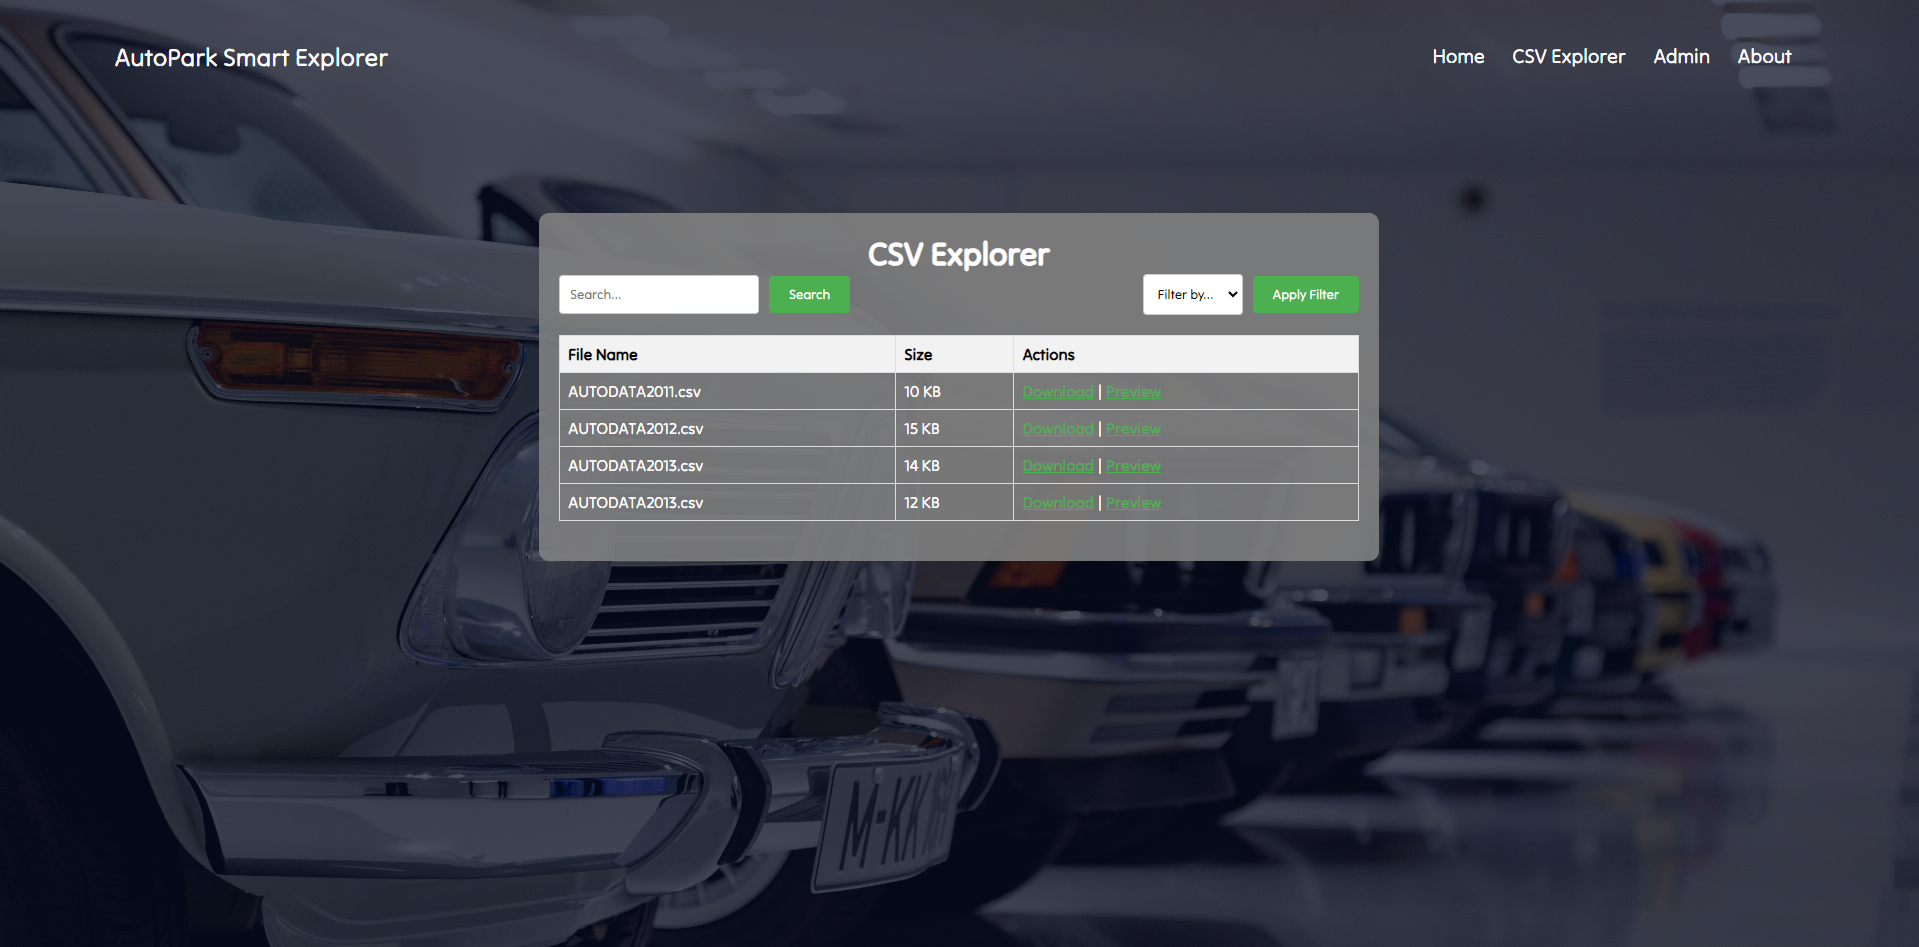 AutoPark Smart Explorer
Home CSV Explorer Admin About
CSV Explorer
Search... Search Filter by... Apply Filter
File Name Size Actions
AUTODATA2011.csv 10 KB Download | Preview
AUTODATA2012.csv 15 KB Download | Preview
AUTODATA2013.csv 14 KB Download | Preview
AUTODATA2013.csv 12 KB Download | Preview